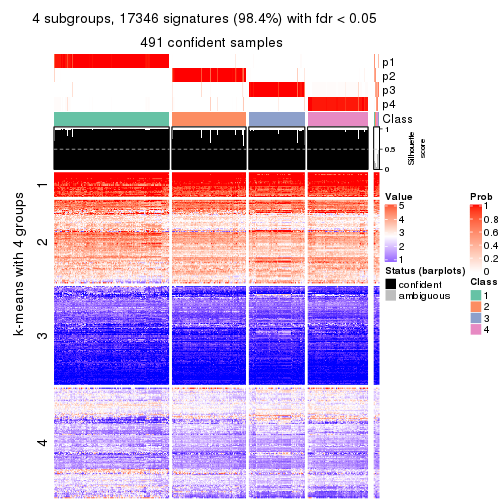 4 subgroups, 17346 signatures (98.4%) with fdr < 0.05
491 confident samples
p1
p2
p3
p4
Class
1
0.5
0
Silhouette
score
k-means with 4 groups
1
2
3
4
Value
5
4
3
2
1
Status (barplots)
confident
ambiguous
Prob
1
0.8
0.6
0.4
0.2
0
Class
1
2
3
4